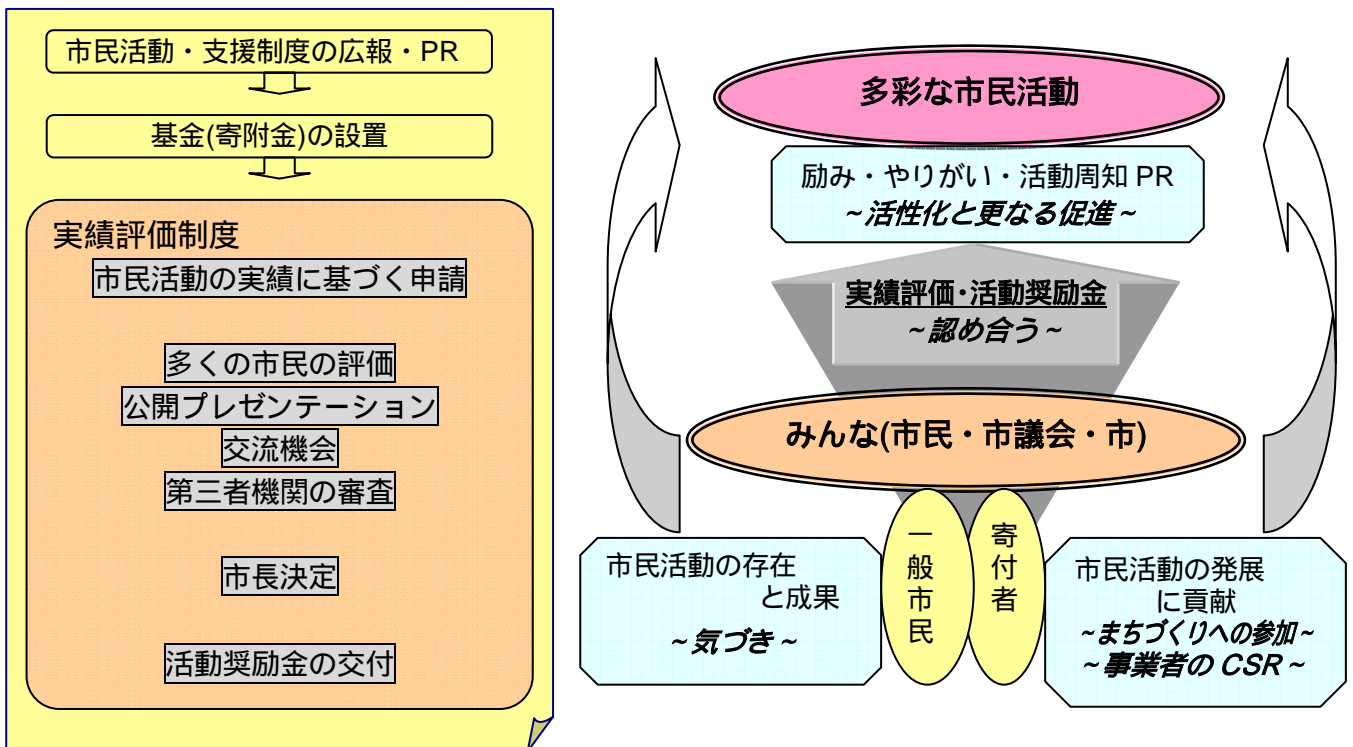 市民活動・支援制度の広報・PR
基金(寄附金)の設置
実績評価制度
市民活動の実績に基づく申請
多くの市民の評価
公開プレゼンテーション
交流機会
第三者機関の審査
市長決定
活動奨励金の交付
多彩な市民活動
励み・やりがい・活動周知 PR
~活性化と更なる促進~
実績評価・活動奨励金
~認め合う~
みんな(市民・市議会・市)
市民活動の存在
と成果
~気づき~
一般市民
寄付者
市民活動の発展
に貢献
~まちづくりへの参加~
~事業者の CSR~